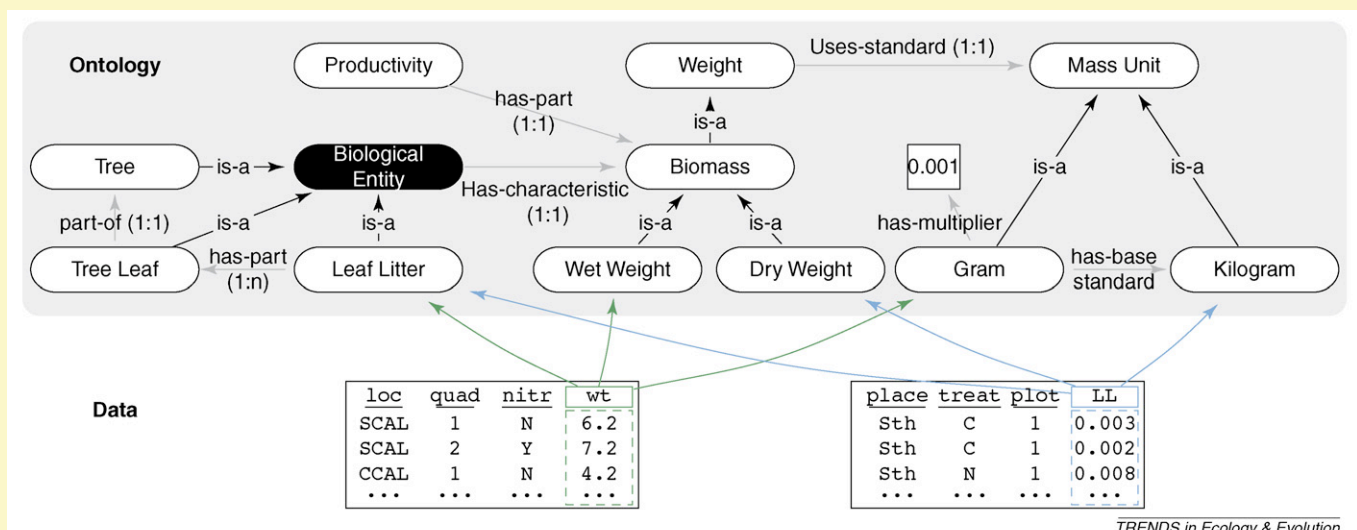 Ontology
Productivity
Weight
Uses-standard (1:1)
Mass Unit
has-part
(1:1)
is-a
Tree
is-a
Biological
Entity
Has-characteristic
(1:1)
Biomass
0.001
is-a
is-a
part-of (1:1)
is-a
is-a
is-a
is-a
has-multiplier
Tree Leaf
has-part
(1:n)
Leaf Litter
Wet Weight
Dry Weight
Gram
has-base
standard
Kilogram
Data
loc quad nitr wt
SCAL 1 N 6.2
SCAL 2 Y 7.2
CCAL 1 N 4.2
... ... ... ...
place treat plot LL
Sth C 1 0.003
Sth C 1 0.002
Sth N 1 0.008
... ... ... ...
TRENDS in Ecology & Evolution